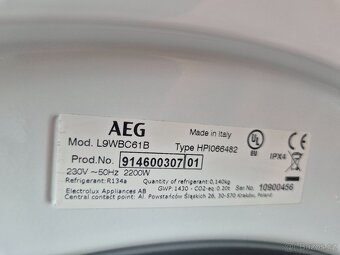 AEG
Made in Italy
Mod. L9WBC61B
Type HPI066482
Prod.No. 914600307 01
230V ~50Hz 2200W
Refrigerant:R134a
Quantity of refrigerant:0,140kg
GWP:1430 - CO2-eq. 0.20t
Ser No. 10900456
Electrolux Appliances AB
Central contact point: Al. Powstańców Śląskich 26, 30-570 Kraków, Poland
UL
EU
IPX4